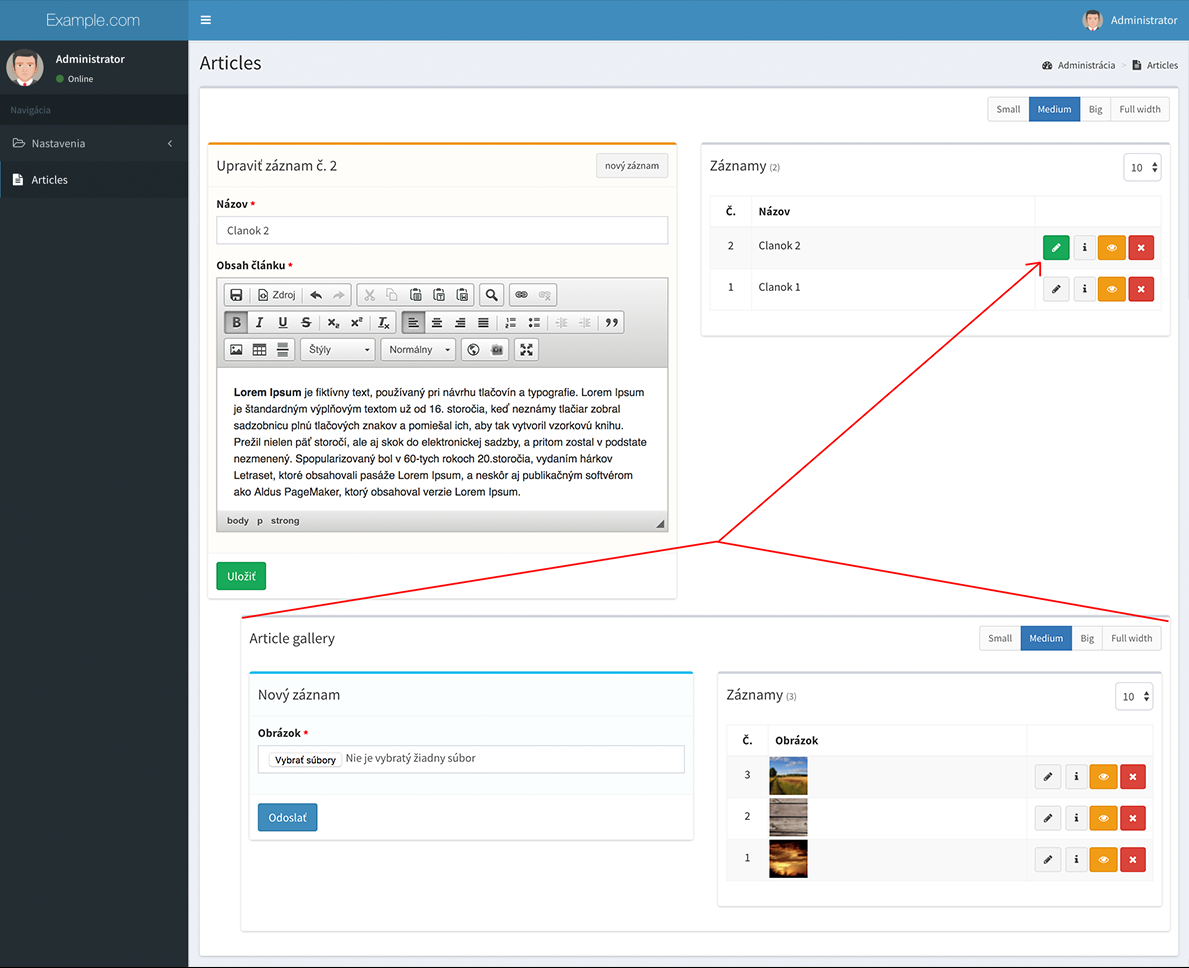 Example.com
Administrator
Administrator
Online
Navigácia
Nastavenia
Articles
Articles
Administrácia > Articles
Small Medium Big Full width
Upraviť záznam č. 2
nový záznam
Názov *
Clanok 2
Obsah článku *
Zdroj
B I U S x₂ x² Tx
Štýly Normálny
Lorem Ipsum je fiktívny text, používaný pri návrhu tlačovín a typografie. Lorem Ipsum
je štandardným výplňovým textom už od 16. storočia, keď neznámy tlačiar zobral
sadzobnicu plnú tlačových znakov a pomiešal ich, aby tak vytvoril vzorkovú knihu.
Prežil nielen päť storočí, ale aj skok do elektronickej sadzby, a pritom zostal v podstate
nezmenený. Spopularizovaný bol v 60-tych rokoch 20.storočia, vydaním hárkov
Letraset, ktoré obsahovali pasáže Lorem Ipsum, a neskôr aj publikačným softvérom
ako Aldus PageMaker, ktorý obsahoval verzie Lorem Ipsum.
body p strong
Uložiť
Záznamy (2)
10
Č. Názov
2 Clanok 2
1 Clanok 1
Article gallery
Small Medium Big Full width
Nový záznam
Obrázok *
Vybrať súbory Nie je vybratý žiadny súbor
Odoslať
Záznamy (3)
10
Č. Obrázok
3
2
1